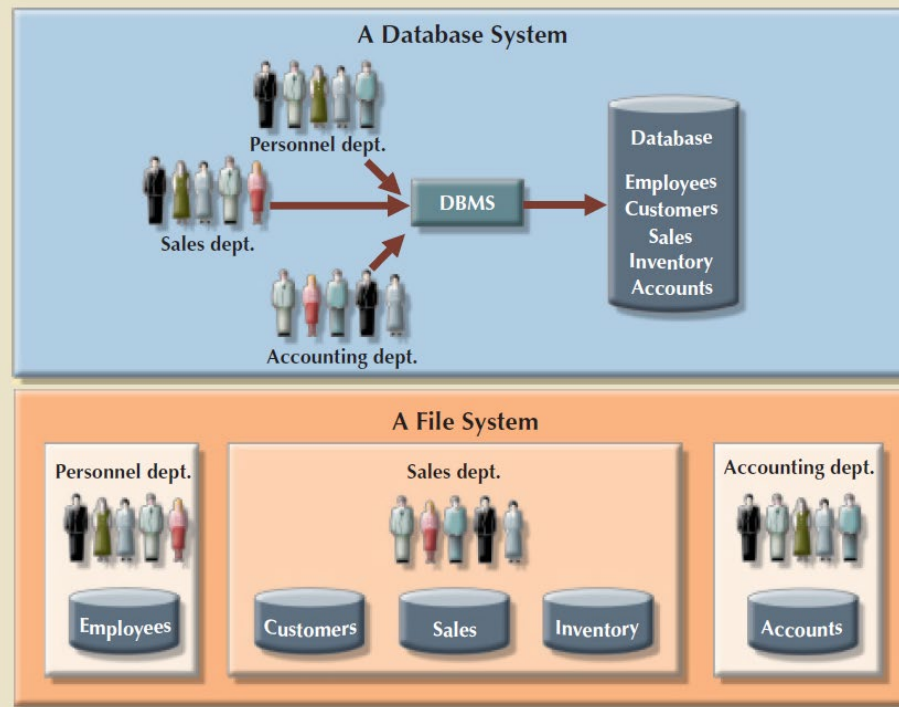 A Database System
Personnel dept.
Sales dept.
Accounting dept.
DBMS
Database
Employees
Customers
Sales
Inventory
Accounts
A File System
Personnel dept.
Employees
Sales dept.
Customers
Sales
Inventory
Accounting dept.
Accounts